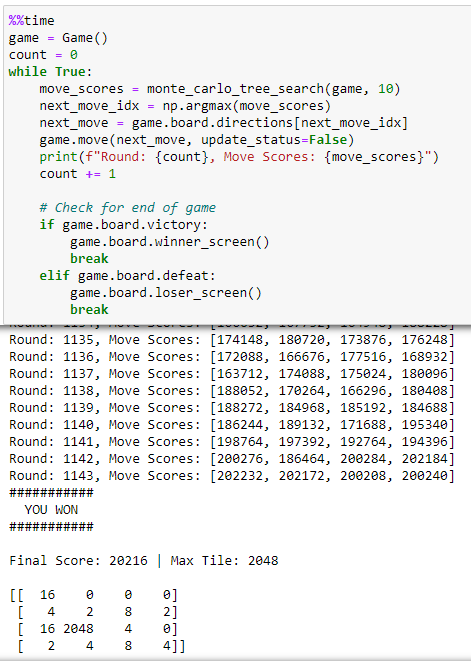 %%time
game = Game()
count = 0
while True:
    move_scores = monte_carlo_tree_search(game, 10)
    next_move_idx = np.argmax(move_scores)
    next_move = game.board.directions[next_move_idx]
    game.move(next_move, update_status=False)
    print(f"Round: {count}, Move Scores: {move_scores}")
    count += 1

    # Check for end of game
    if game.board.victory:
        game.board.winner_screen()
        break
    elif game.board.defeat:
        game.board.loser_screen()
        break
Round: 1135, Move Scores: [174148, 180720, 173876, 176248]
Round: 1136, Move Scores: [172088, 166676, 177516, 168932]
Round: 1137, Move Scores: [163712, 174088, 175024, 180096]
Round: 1138, Move Scores: [188052, 170264, 166296, 180408]
Round: 1139, Move Scores: [188272, 184968, 185192, 184688]
Round: 1140, Move Scores: [186244, 189132, 171688, 195340]
Round: 1141, Move Scores: [198764, 197392, 192764, 194396]
Round: 1142, Move Scores: [200276, 186464, 200284, 202184]
Round: 1143, Move Scores: [202232, 202172, 200208, 200240]
###########
  YOU WON
###########

Final Score: 20216 | Max Tile: 2048

[[  16    0    0    0]
 [   4    2    8    2]
 [  16 2048    4    0]
 [   2    4    8    4]]